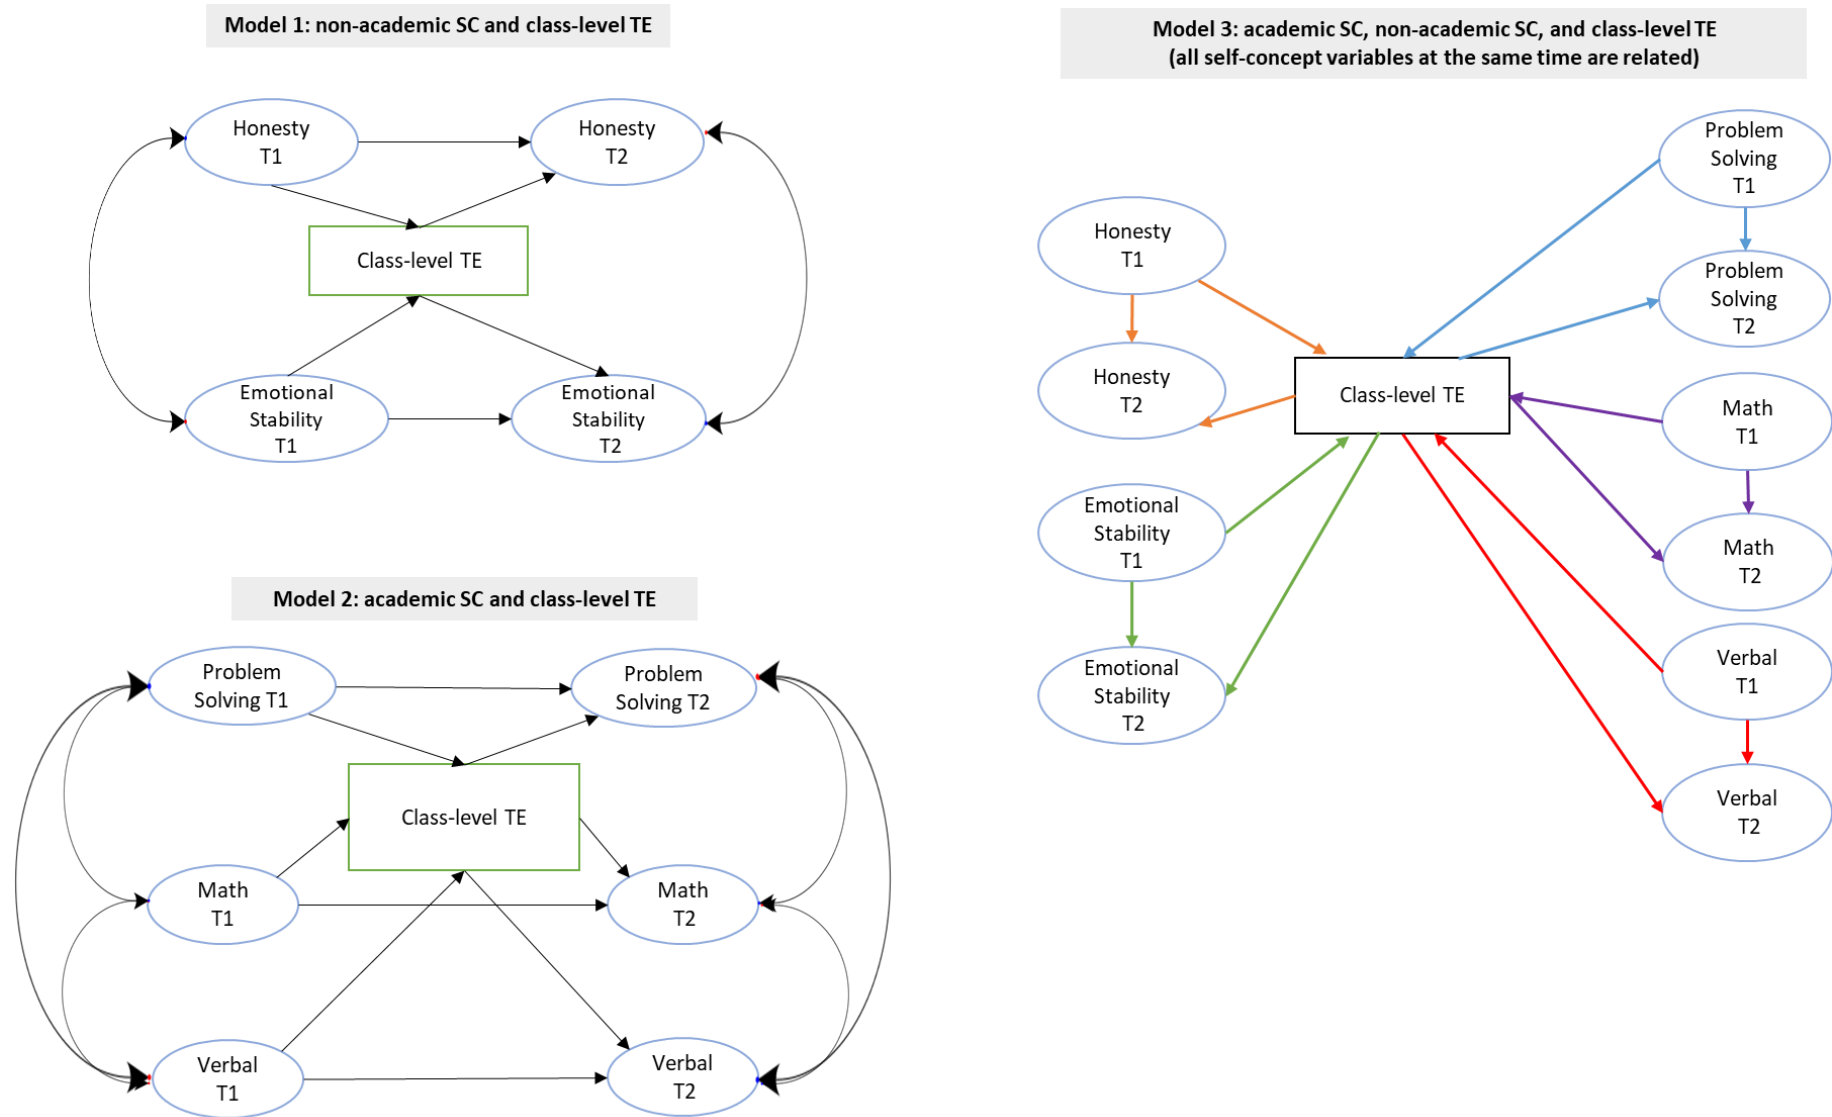 Model 1: non-academic SC and class-level TE
Honesty
T1
Honesty
T2
Class-level TE
Emotional
Stability
T1
Emotional
Stability
T2
Model 2: academic SC and class-level TE
Problem
Solving T1
Problem
Solving T2
Class-level TE
Math
T1
Math
T2
Verbal
T1
Verbal
T2
Model 3: academic SC, non-academic SC, and class-level TE
(all self-concept variables at the same time are related)
Problem
Solving
T1
Honesty
T1
Problem
Solving
T2
Honesty
T2
Class-level TE
Math
T1
Emotional
Stability
T1
Math
T2
Emotional
Stability
T2
Verbal
T1
Verbal
T2